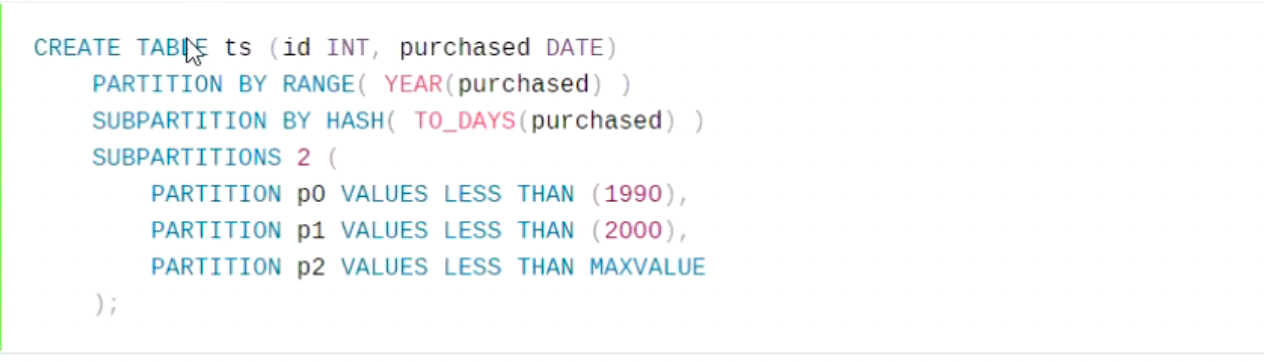 CREATE TABLE ts (id INT, purchased DATE)
    PARTITION BY RANGE( YEAR(purchased) )
    SUBPARTITION BY HASH( TO_DAYS(purchased) )
    SUBPARTITIONS 2 (
        PARTITION p0 VALUES LESS THAN (1990),
        PARTITION p1 VALUES LESS THAN (2000),
        PARTITION p2 VALUES LESS THAN MAXVALUE
    );